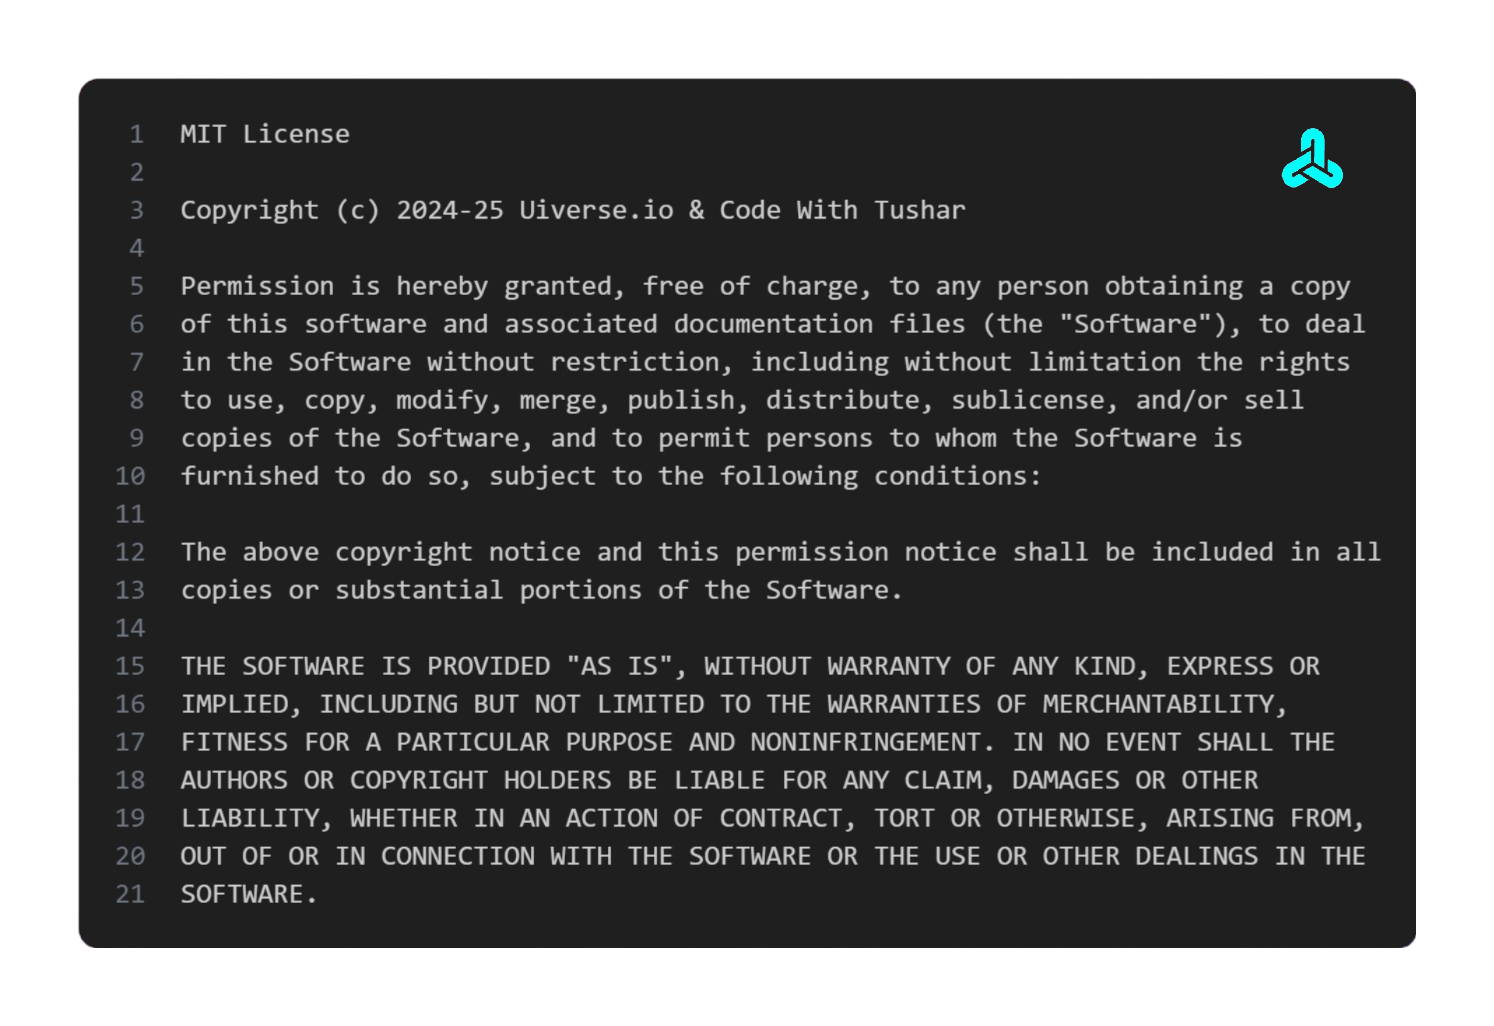 1 MIT License
2
3 Copyright (c) 2024-25 Uiverse.io & Code With Tushar
4
5 Permission is hereby granted, free of charge, to any person obtaining a copy
6 of this software and associated documentation files (the "Software"), to deal
7 in the Software without restriction, including without limitation the rights
8 to use, copy, modify, merge, publish, distribute, sublicense, and/or sell
9 copies of the Software, and to permit persons to whom the Software is
10 furnished to do so, subject to the following conditions:
11
12 The above copyright notice and this permission notice shall be included in all
13 copies or substantial portions of the Software.
14
15 THE SOFTWARE IS PROVIDED "AS IS", WITHOUT WARRANTY OF ANY KIND, EXPRESS OR
16 IMPLIED, INCLUDING BUT NOT LIMITED TO THE WARRANTIES OF MERCHANTABILITY,
17 FITNESS FOR A PARTICULAR PURPOSE AND NONINFRINGEMENT. IN NO EVENT SHALL THE
18 AUTHORS OR COPYRIGHT HOLDERS BE LIABLE FOR ANY CLAIM, DAMAGES OR OTHER
19 LIABILITY, WHETHER IN AN ACTION OF CONTRACT, TORT OR OTHERWISE, ARISING FROM,
20 OUT OF OR IN CONNECTION WITH THE SOFTWARE OR THE USE OR OTHER DEALINGS IN THE
21 SOFTWARE.